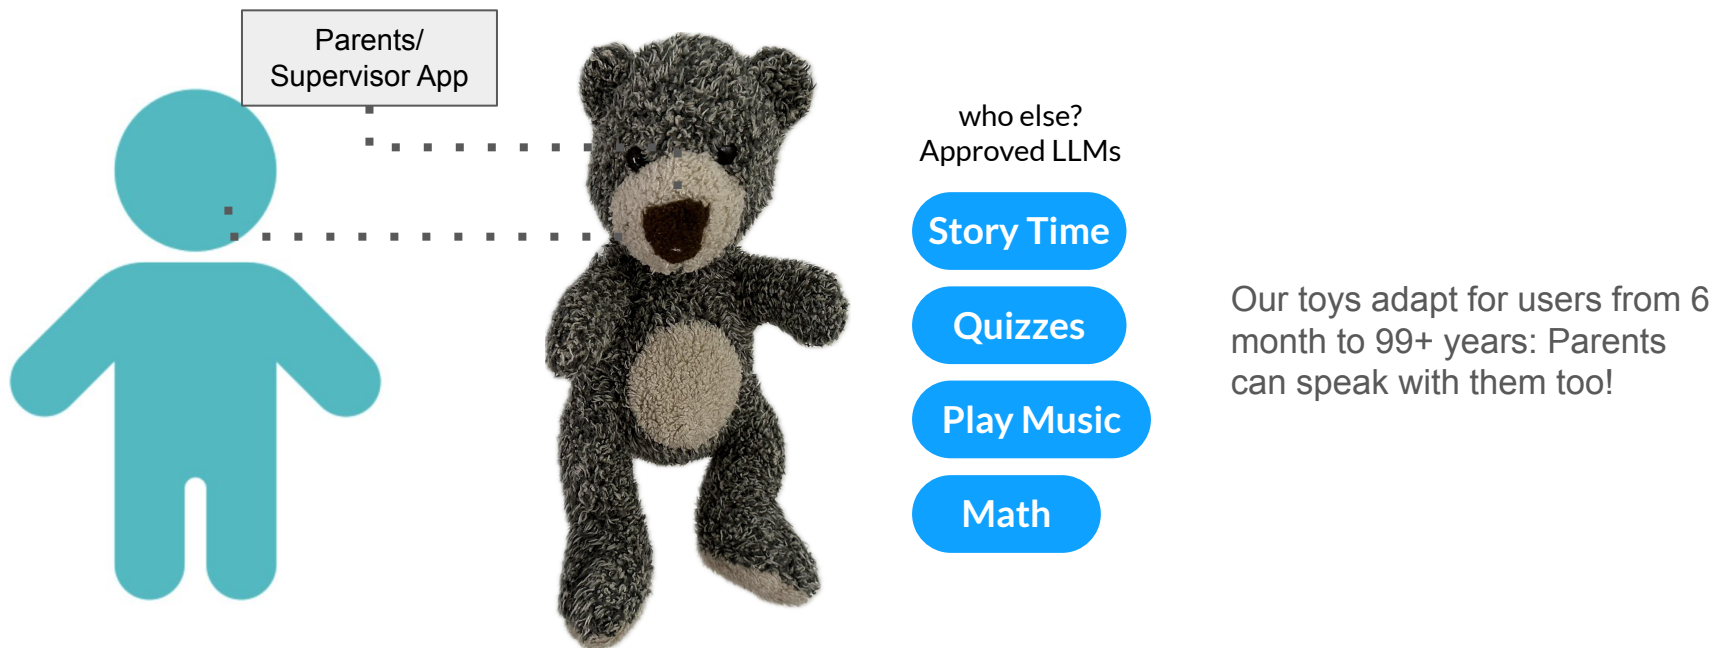 Parents/
Supervisor App
who else?
Approved LLMs
Story Time
Quizzes
Play Music
Math
Our toys adapt for users from 6
month to 99+ years: Parents
can speak with them too!